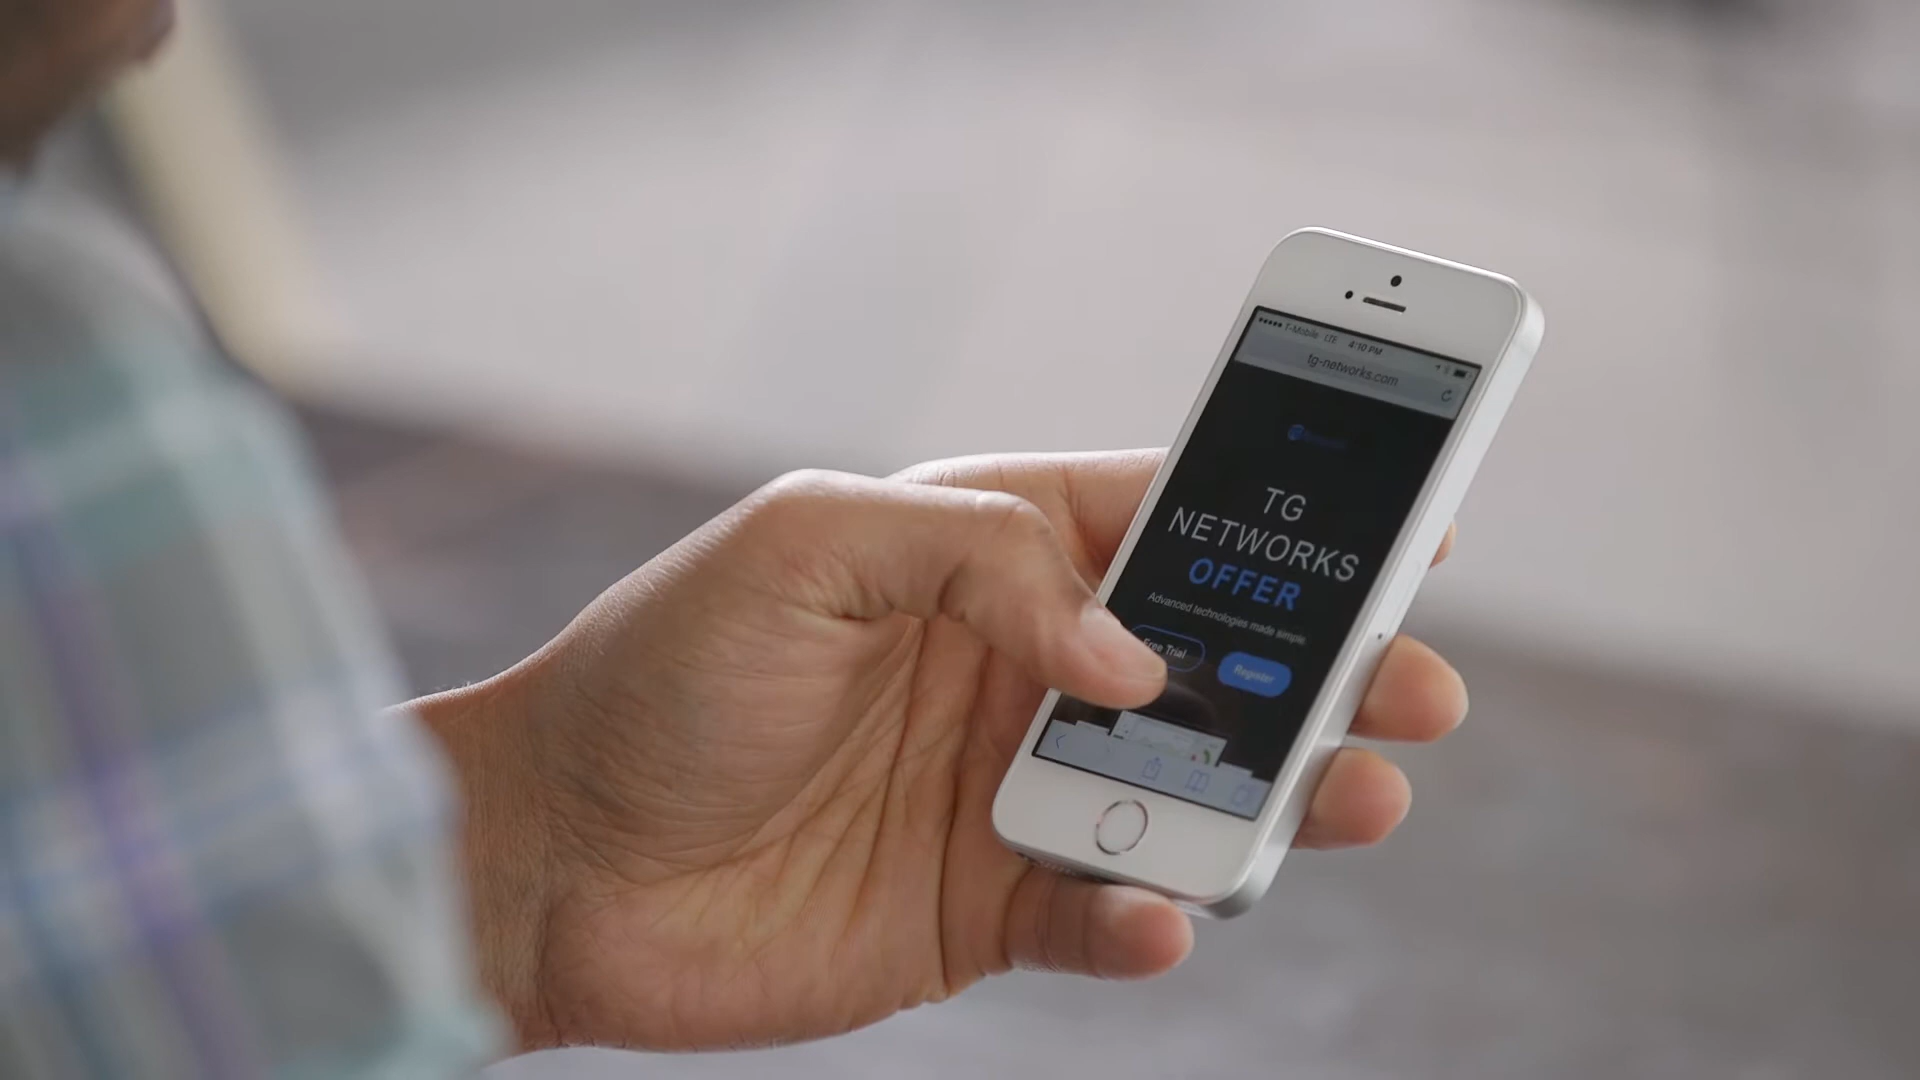 T-Mobile LTE 4:10 PM
tg-networks.com
TG
NETWORKS
OFFER
Advanced technologies made simple.
Free Trial
Register